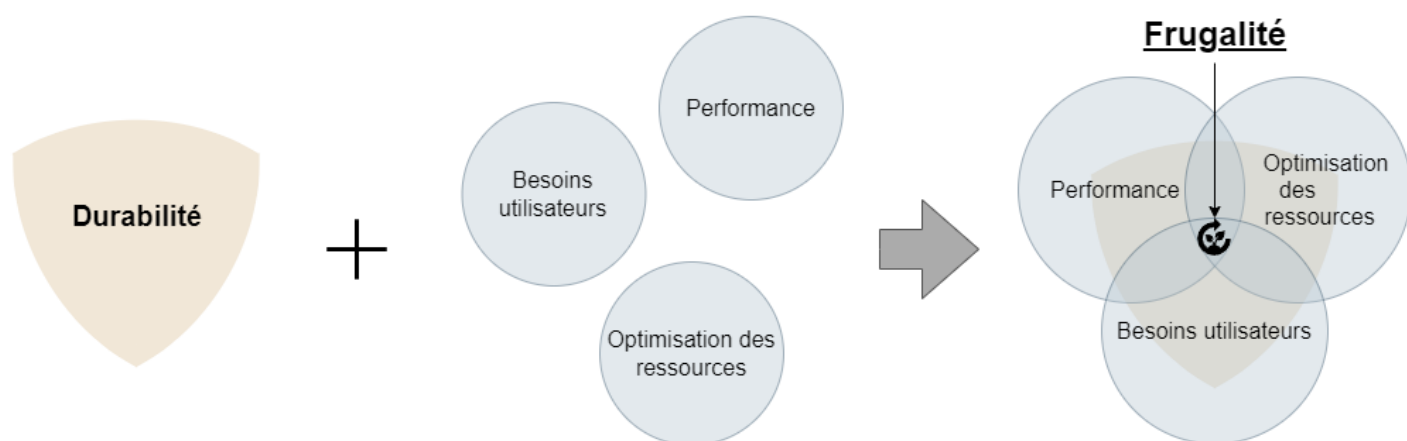 Durabilité
Besoins
utilisateurs
Performance
Optimisation des
ressources
Frugalité
Performance
Optimisation
des
ressources
Besoins utilisateurs